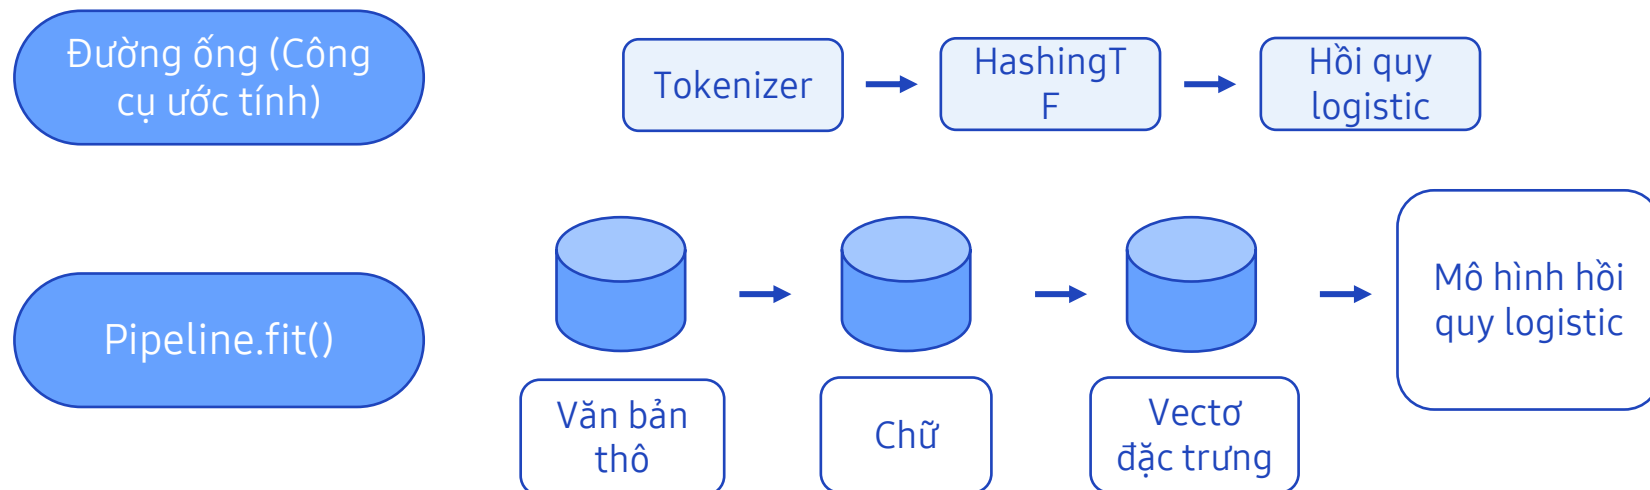 Đường ống (Công
cụ ước tính)
Tokenizer
HashingT
F
Hồi quy
logistic
Pipeline.fit()
Mô hình hồi
quy logistic
Văn bản
thô
Chữ
Vectơ
đặc trưng